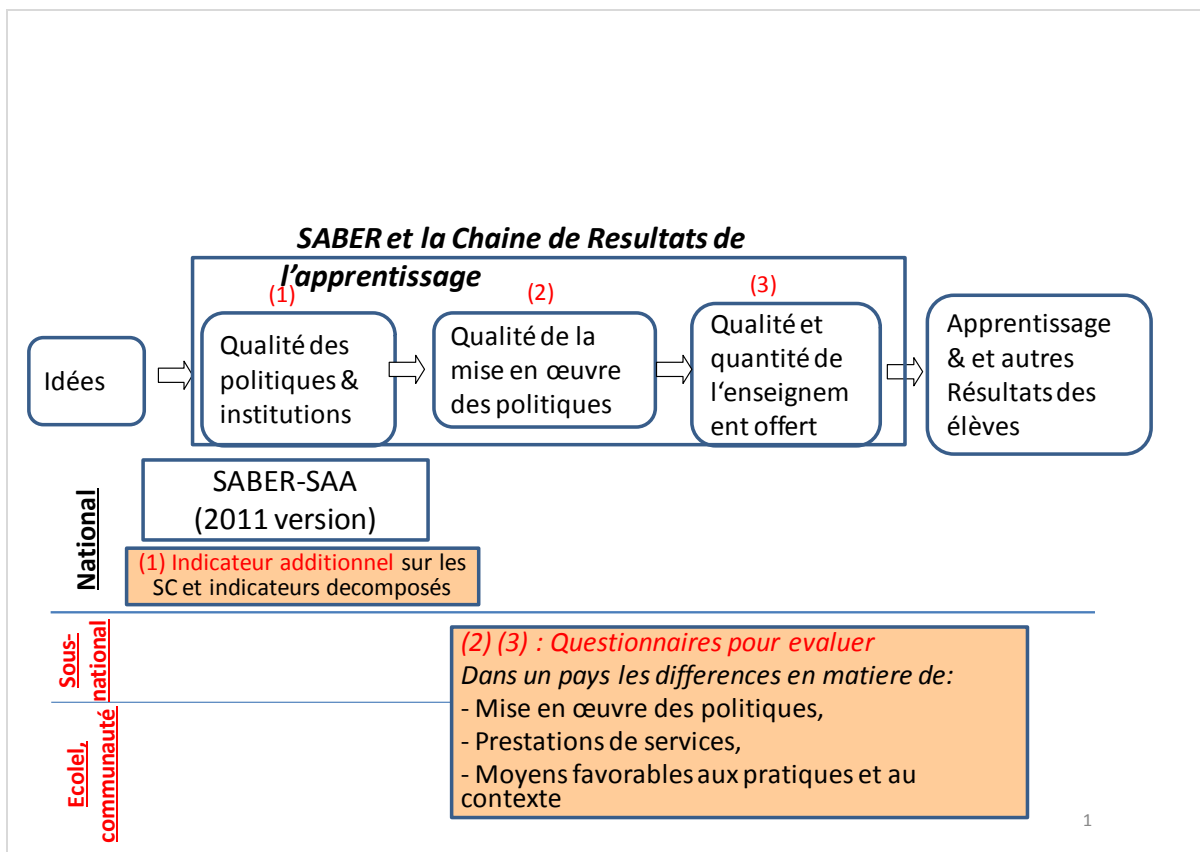 SABER et la Chaine de Resultats de
l'apprentissage
(1)
(2)
(3)
Idées
Qualité des
politiques &
institutions
Qualité de la
mise en œuvre
des politiques
Qualité et
quantité de
l'enseignem
ent offert
Apprentissage
& et autres
Résultats des
élèves
National
SABER-SAA
(2011 version)
(1) Indicateur additionnel sur les
SC et indicateurs decomposés
Sous-
national
Ecolel,
communauté
(2) (3) : Questionnaires pour evaluer
Dans un pays les differences en matiere de:
- Mise en œuvre des politiques,
- Prestations de services,
- Moyens favorables aux pratiques et au
contexte
1